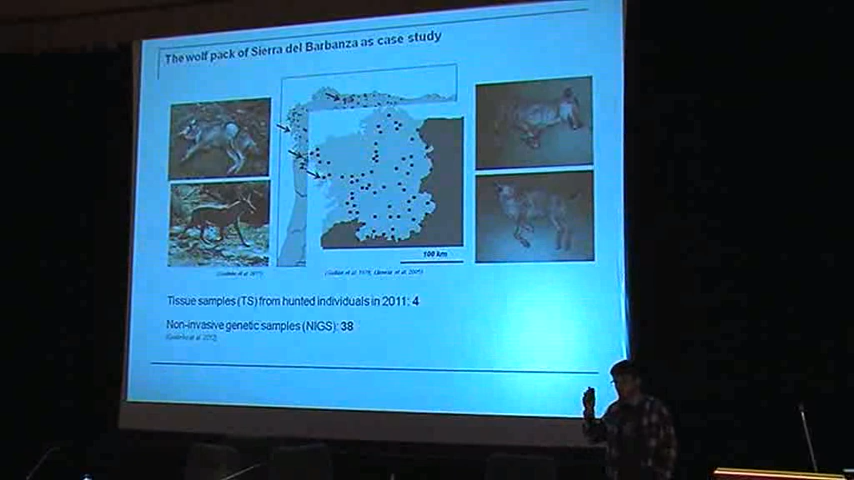 The wolf pack of Sierra del Barbanza as case study
100 km
Tissue samples (TS) from hunted individuals in 2011: 4
Non-invasive genetic samples (NIGS): 38